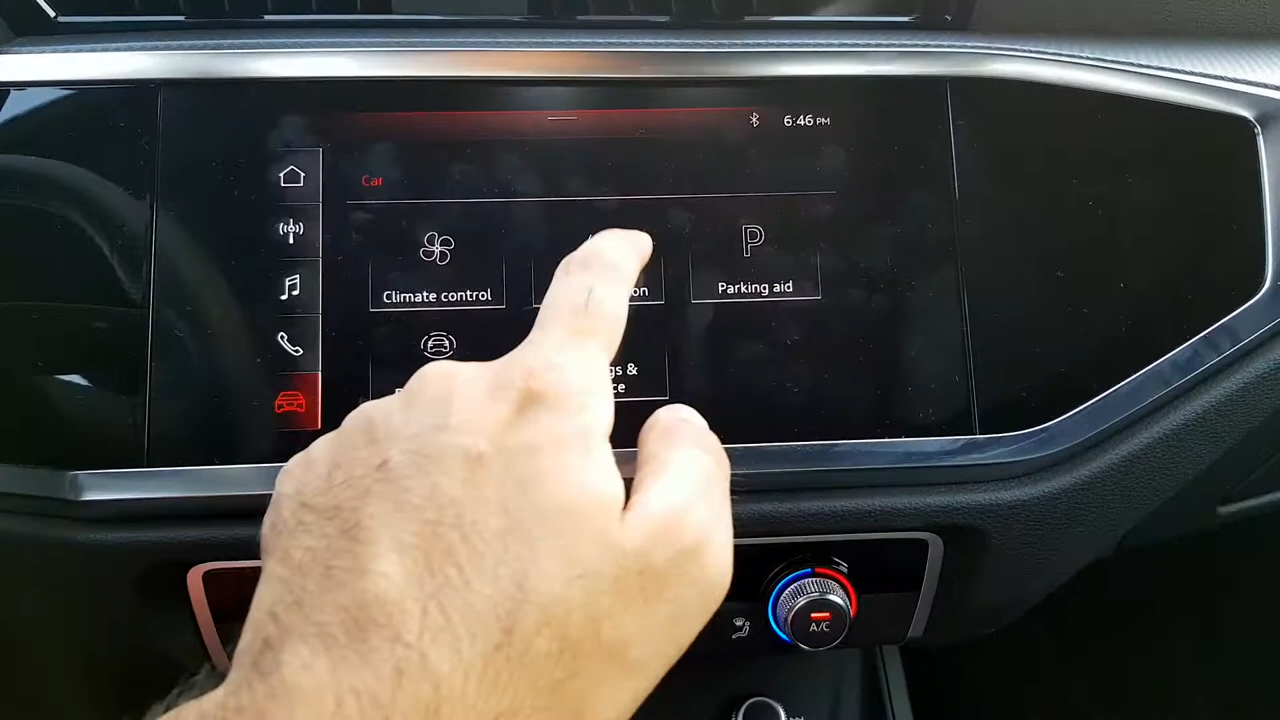 6:46 PM
Car
Climate control
on
Parking aid
gs &
ce
A/C